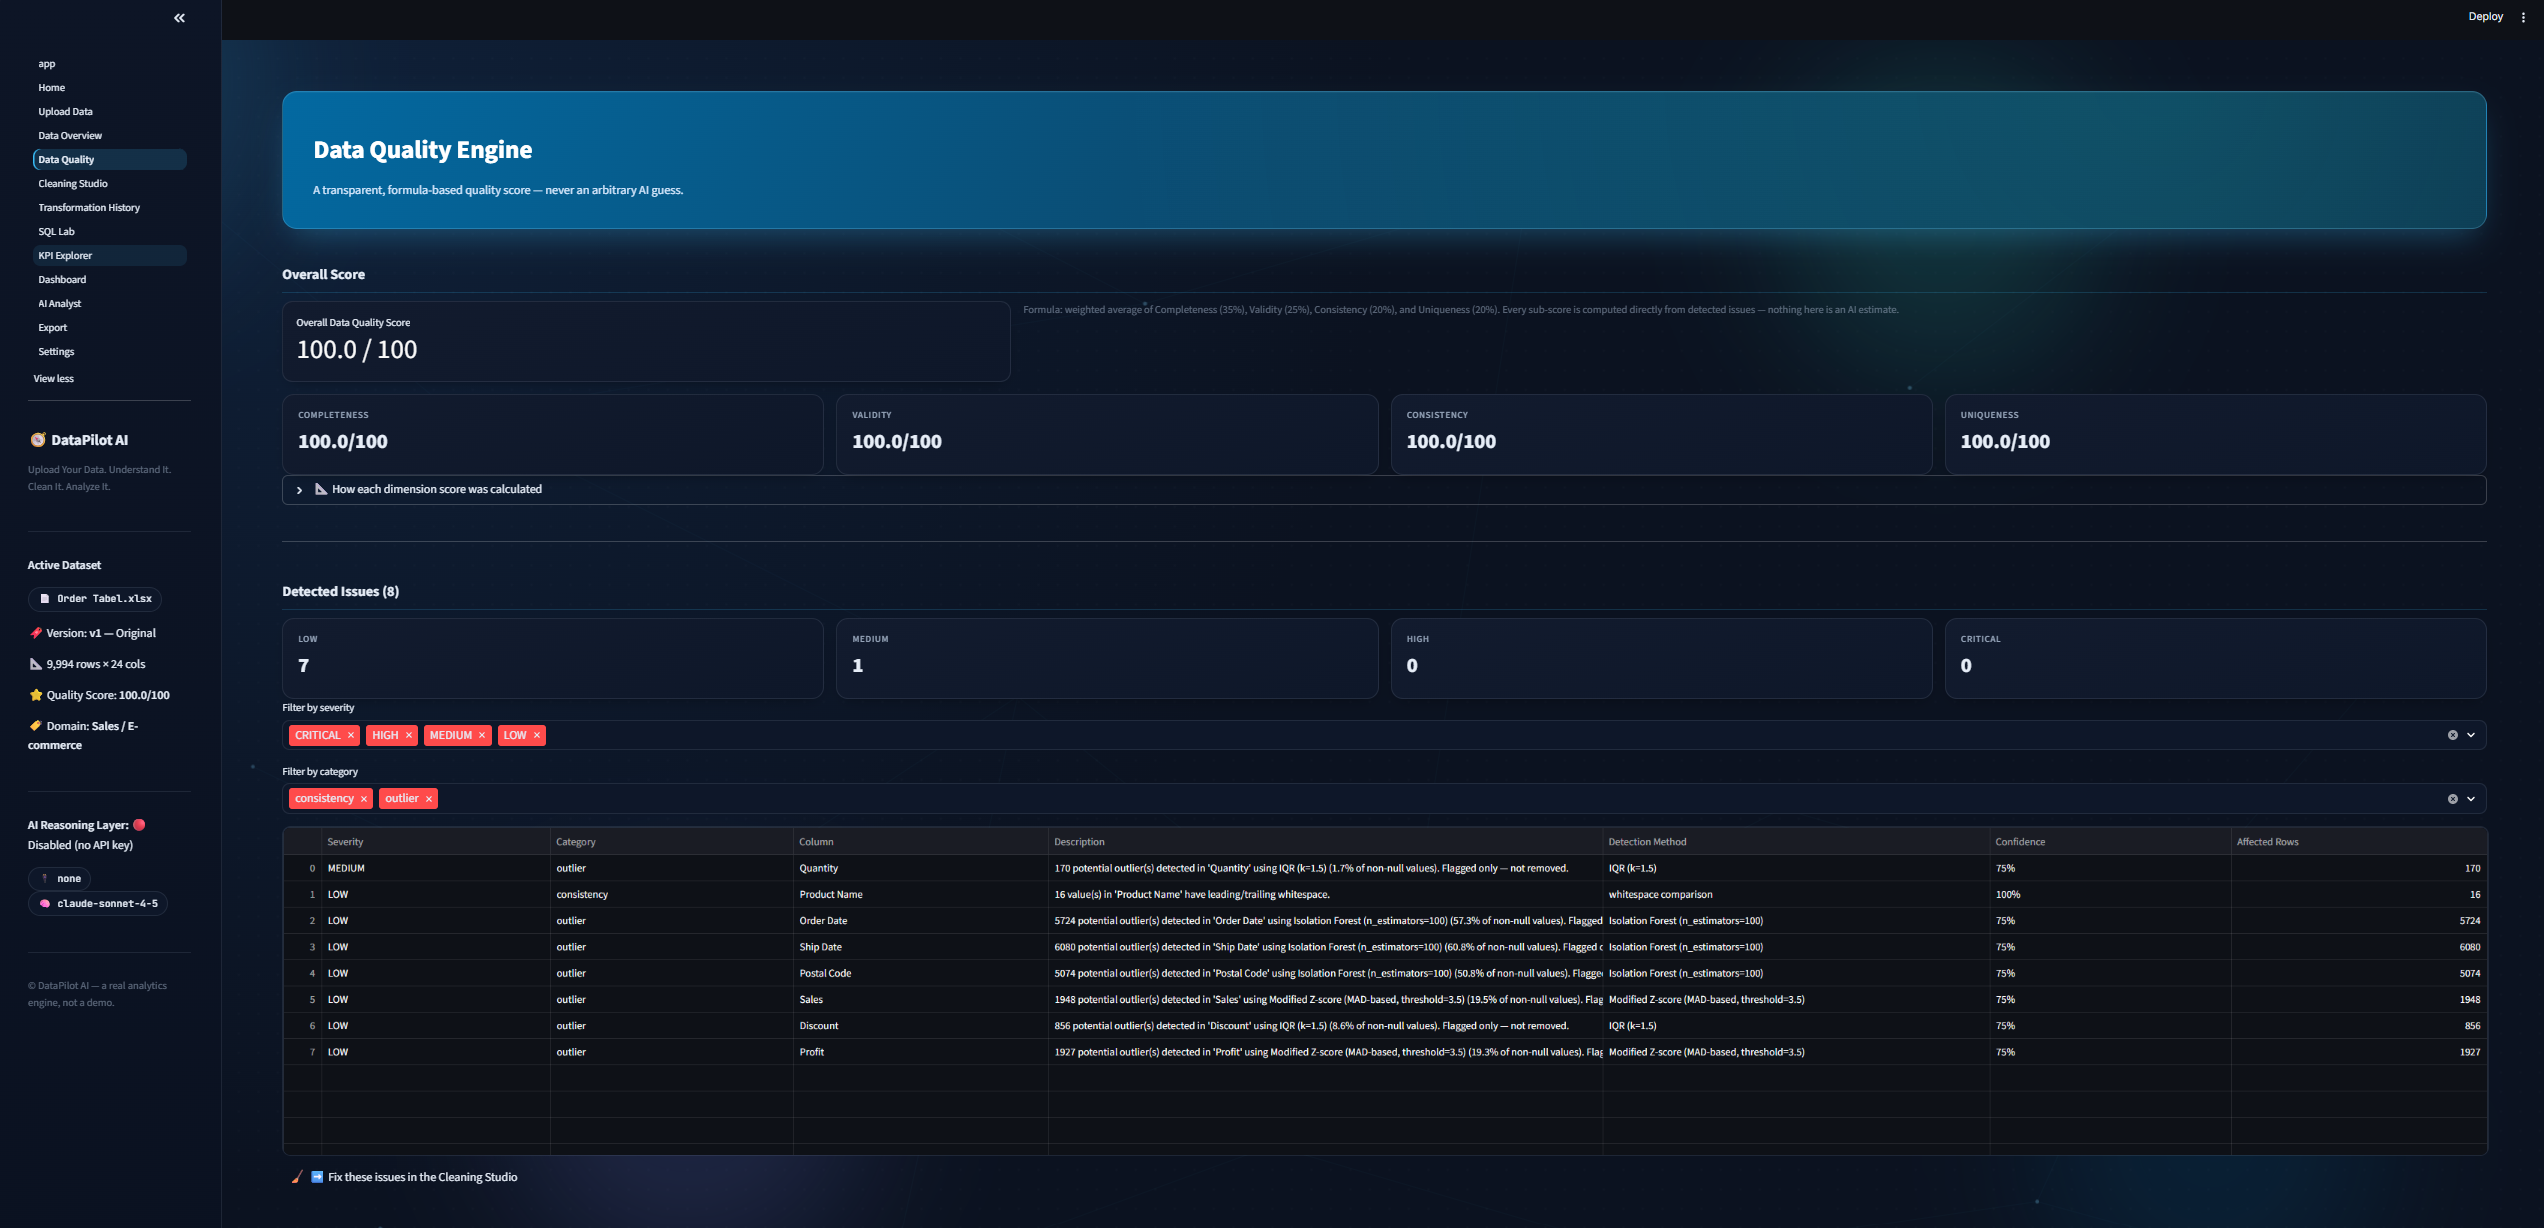 Deploy
app
Home
Upload Data
Data Overview
Data Quality
Cleaning Studio
Transformation History
SQL Lab
KPI Explorer
Dashboard
AI Analyst
Export
Settings
View less
DataPilot AI
Upload Your Data. Understand It.
Clean It. Analyze It.
Active Dataset
Order Tabel.xlsx
Version: v1 — Original
9,994 rows × 24 cols
Quality Score: 100.0/100
Domain: Sales / E-
commerce
AI Reasoning Layer:
Disabled (no API key)
none
claude-sonnet-4-5
© DataPilot AI — a real analytics
engine, not a demo.
Data Quality Engine
A transparent, formula-based quality score — never an arbitrary AI guess.
Overall Score
Overall Data Quality Score
100.0 / 100
Formula: weighted average of Completeness (35%), Validity (25%), Consistency (20%), and Uniqueness (20%). Every sub-score is computed directly from detected issues — nothing here is an AI estimate.
COMPLETENESS
100.0/100
VALIDITY
100.0/100
CONSISTENCY
100.0/100
UNIQUENESS
100.0/100
How each dimension score was calculated
Detected Issues (8)
LOW
7
MEDIUM
1
HIGH
0
CRITICAL
0
Filter by severity
CRITICAL × HIGH × MEDIUM × LOW ×
Filter by category
consistency × outlier ×
Severity Category Column Description Detection Method Confidence Affected Rows
0 MEDIUM outlier Quantity 170 potential outlier(s) detected in 'Quantity' using IQR (k=1.5) (1.7% of non-null values). Flagged only — not removed. IQR (k=1.5) 75% 170
1 LOW consistency Product Name 16 value(s) in 'Product Name' have leading/trailing whitespace. whitespace comparison 100% 16
2 LOW outlier Order Date 5724 potential outlier(s) detected in 'Order Date' using Isolation Forest (n_estimators=100) (57.3% of non-null values). Flagged Isolation Forest (n_estimators=100) 75% 5724
3 LOW outlier Ship Date 6080 potential outlier(s) detected in 'Ship Date' using Isolation Forest (n_estimators=100) (60.8% of non-null values). Flagged o Isolation Forest (n_estimators=100) 75% 6080
4 LOW outlier Postal Code 5074 potential outlier(s) detected in 'Postal Code' using Isolation Forest (n_estimators=100) (50.8% of non-null values). Flagge Isolation Forest (n_estimators=100) 75% 5074
5 LOW outlier Sales 1948 potential outlier(s) detected in 'Sales' using Modified Z-score (MAD-based, threshold=3.5) (19.5% of non-null values). Flag Modified Z-score (MAD-based, threshold=3.5) 75% 1948
6 LOW outlier Discount 856 potential outlier(s) detected in 'Discount' using IQR (k=1.5) (8.6% of non-null values). Flagged only — not removed. IQR (k=1.5) 75% 856
7 LOW outlier Profit 1927 potential outlier(s) detected in 'Profit' using Modified Z-score (MAD-based, threshold=3.5) (19.3% of non-null values). Flag Modified Z-score (MAD-based, threshold=3.5) 75% 1927
Fix these issues in the Cleaning Studio